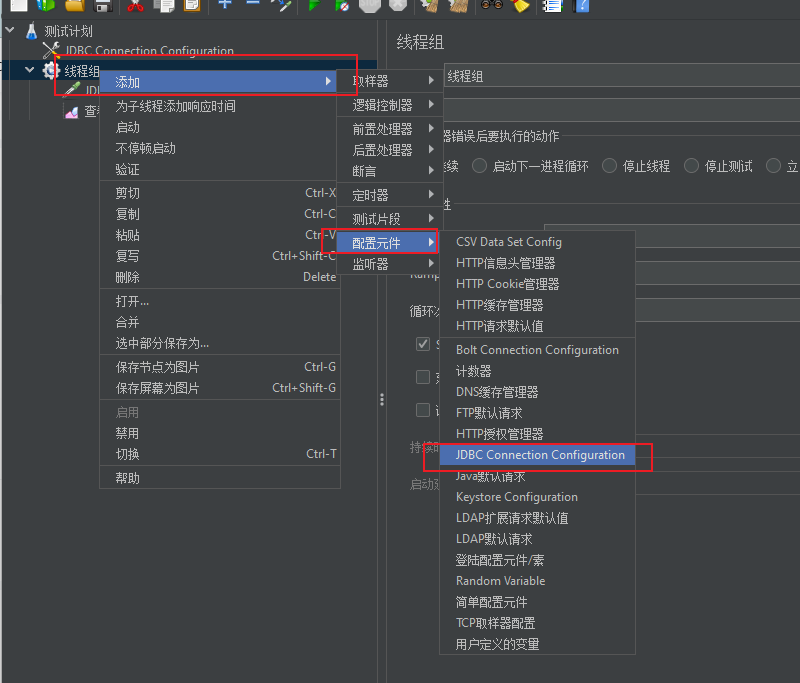 测试计划
JDBC Connection Configuration
线程组
添加
为子线程添加响应时间
启动
不停顿启动
验证
剪切 Ctrl-X
复制 Ctrl-C
粘贴 Ctrl-V
复写 Ctrl+Shift-C
删除 Delete
打开...
合并
选中部分保存为...
保存节点为图片 Ctrl-G
保存屏幕为图片 Ctrl+Shift-G
启用
禁用
切换 Ctrl-T
帮助
取样器
逻辑控制器
前置处理器
后置处理器
断言
定时器
测试片段
配置元件
监听器
CSV Data Set Config
HTTP信息头管理器
HTTP Cookie管理器
HTTP缓存管理器
HTTP请求默认值
Bolt Connection Configuration
计数器
DNS缓存管理器
FTP默认请求
HTTP授权管理器
JDBC Connection Configuration
Java默认请求
Keystore Configuration
LDAP扩展请求默认值
LDAP默认请求
登陆配置元件/素
Random Variable
简单配置元件
TCP取样器配置
用户定义的变量
线程组
线程组
器错误后要执行的动作
启动下一进程循环 停止线程 停止测试 立
性
循环
持续
启动